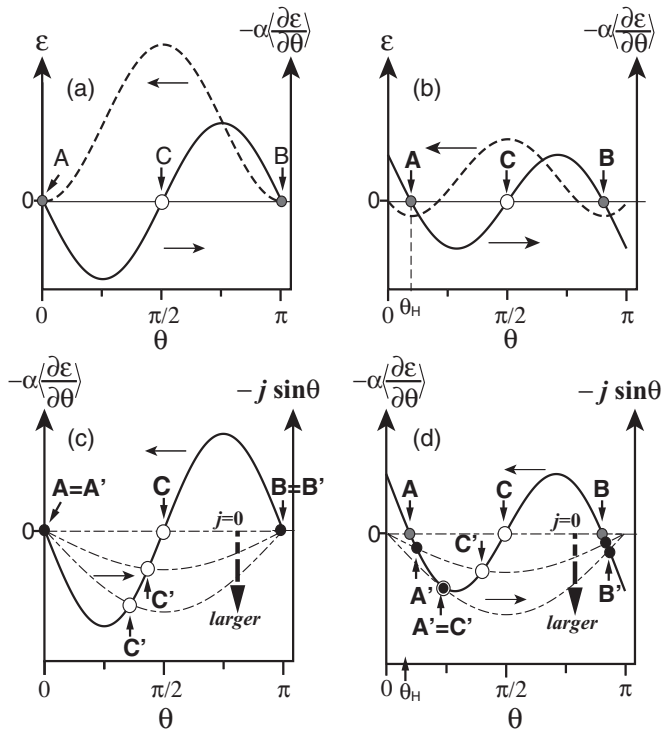 −α⟨∂ε/∂θ⟩ −α⟨∂ε/∂θ⟩
ε (a) ε (b)
A C B A C B
0 0
θH
0 π/2 π 0 π/2 π
θ θ
−α⟨∂ε/∂θ⟩ − j sinθ −α⟨∂ε/∂θ⟩ − j sinθ
(c) (d)
A=A' C B=B' A C B
j=0 j=0
0 0
C'
C' A' B'
C' larger A'=C' larger
0 π/2 π 0 θH π/2 π
θ θ